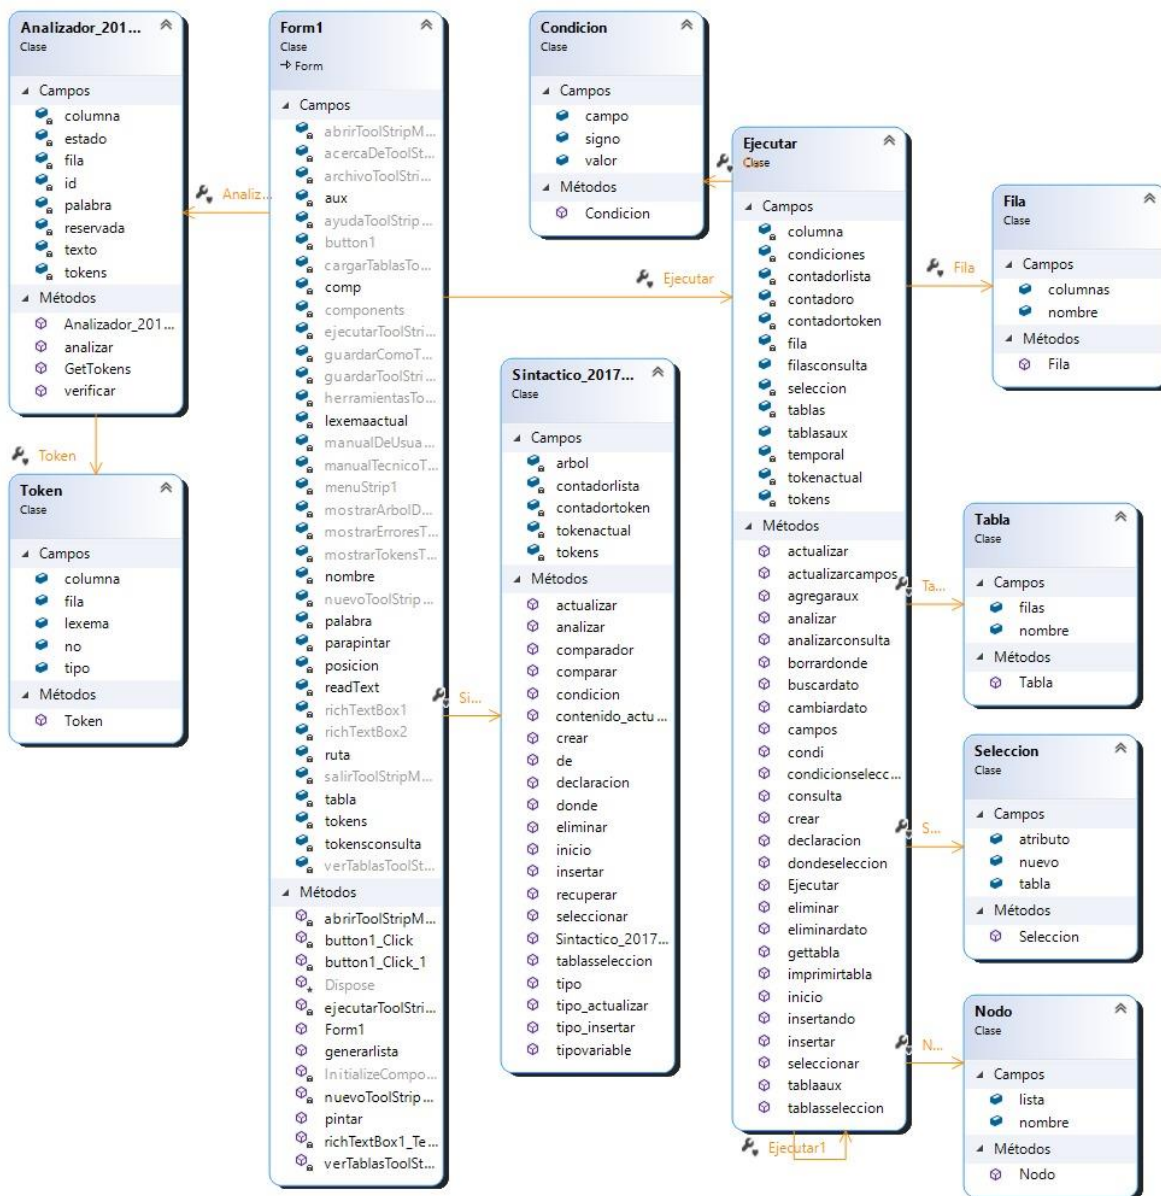 Analizador_201...
Clase
Campos
columna
estado
fila
id
palabra
reservada
texto
tokens
Métodos
Analizador_201...
analizar
GetTokens
verificar
Token
Token
Clase
Campos
columna
fila
lexema
no
tipo
Métodos
Token
Analiz...
Form1
Clase
Form
Campos
abrirToolStripM...
acercaDeToolSt...
archivoToolStri...
aux
ayudaToolStrip...
button1
cargarTablasTo...
comp
components
ejecutarToolStri...
guardarComoT...
guardarToolStri...
herramientasTo...
lexemaactual
manualDeUsua...
manualTecnicoT...
menuStrip1
mostrarArbolD...
mostrarErroresT...
mostrarTokensT...
nombre
nuevoToolStrip...
palabra
parapintar
posicion
readText
richTextBox1
richTextBox2
ruta
salirToolStripM...
tabla
tokens
tokensconsulta
verTablasToolSt...
Métodos
abrirToolStripM...
button1_Click
button1_Click_1
Dispose
ejecutarToolStri...
Form1
generarlista
InitializeCompo...
nuevoToolStrip...
pintar
richTextBox1_Te...
verTablasToolSt...
Condicion
Clase
Campos
campo
signo
valor
Métodos
Condicion
Ejecutar
Si...
Sintactico_2017...
Clase
Campos
arbol
contadorlista
contadortoken
tokenactual
tokens
Métodos
actualizar
analizar
comparador
comparar
condicion
contenido_actu...
crear
de
declaracion
donde
eliminar
inicio
insertar
recuperar
seleccionar
Sintactico_2017...
tablasseleccion
tipo
tipo_actualizar
tipo_insertar
tipovariable
Ejecutar
Clase
Campos
columna
condiciones
contadorlista
contadoro
contadortoken
fila
filasconsulta
seleccion
tablas
tablasaux
temporal
tokenactual
tokens
Métodos
actualizar
actualizarcampos
agregaraux
analizar
analizarconsulta
borrardonde
buscardato
cambiardato
campos
condi
condicionselecc...
consulta
crear
declaracion
dondeseleccion
Ejecutar
eliminar
eliminardato
gettabla
imprimirtabla
inicio
insertando
insertar
seleccionar
tablaaux
tablasseleccion
Ejecutar1
Fila
Fila
Clase
Campos
columnas
nombre
Métodos
Fila
Ta...
Tabla
Clase
Campos
filas
nombre
Métodos
Tabla
S...
Seleccion
Clase
Campos
atributo
nuevo
tabla
Métodos
Seleccion
N...
Nodo
Clase
Campos
lista
nombre
Métodos
Nodo